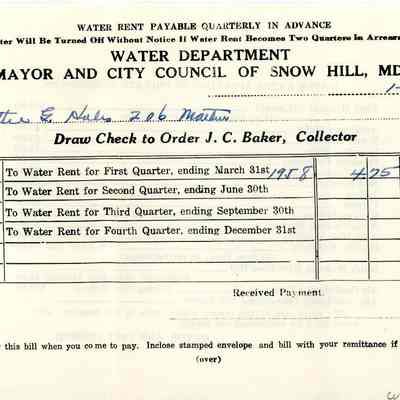 WATER RENT PAYABLE QUARTERLY IN ADVANCE
ter Will Be Turned Off Without Notice If Water Rent Becomes Two Quarters in Arrear
WATER DEPARTMENT
MAYOR AND CITY COUNCIL OF SNOW HILL, MD
1-
G. 206
Draw Check to Order J. C. Baker, Collector
To Water Rent for First Quarter, ending March 31st 1958 4 75
To Water Rent for Second Quarter, ending June 30th
To Water Rent for Third Quarter, ending September 30th
To Water Rent for Fourth Quarter, ending December 31st
Received Payment,
this bill when you come to pay. Inclose stamped envelope and bill with your remittance if
(over)